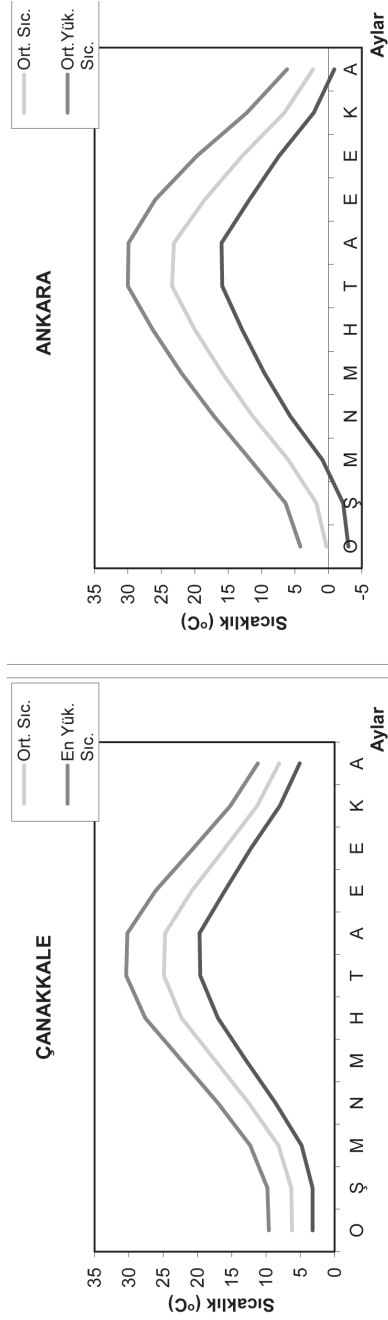 ÇANAKKALE
Ort. Sıc.
En Yük.
Sıc.
Sıcaklık (°C)
35
30
25
20
15
10
5
0
O Ş M N M H T A E E K A
Aylar
ANKARA
Ort. Sıc.
Ort.Yük.
Sıc.
Sıcaklık (°C)
35
30
25
20
15
10
5
0
-5
O Ş M N M H T A E E K A
Aylar